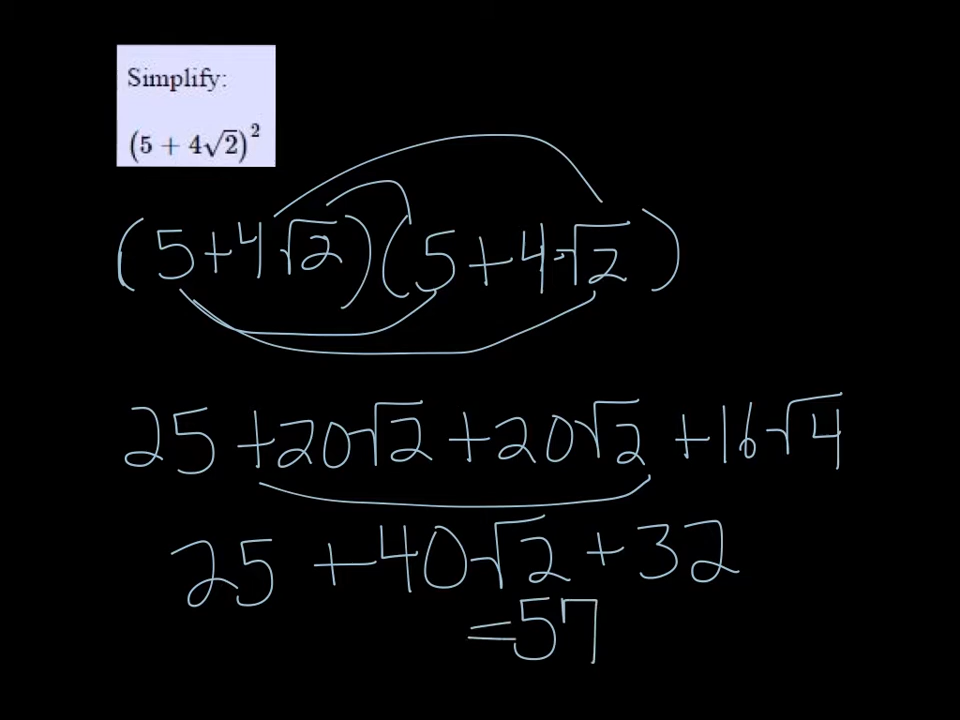 Simplify:
(5 + 4√2)²
(5+4√2)(5+4√2)
25 +20√2 +20√2 +16√4
25 +40√2 +32
=57